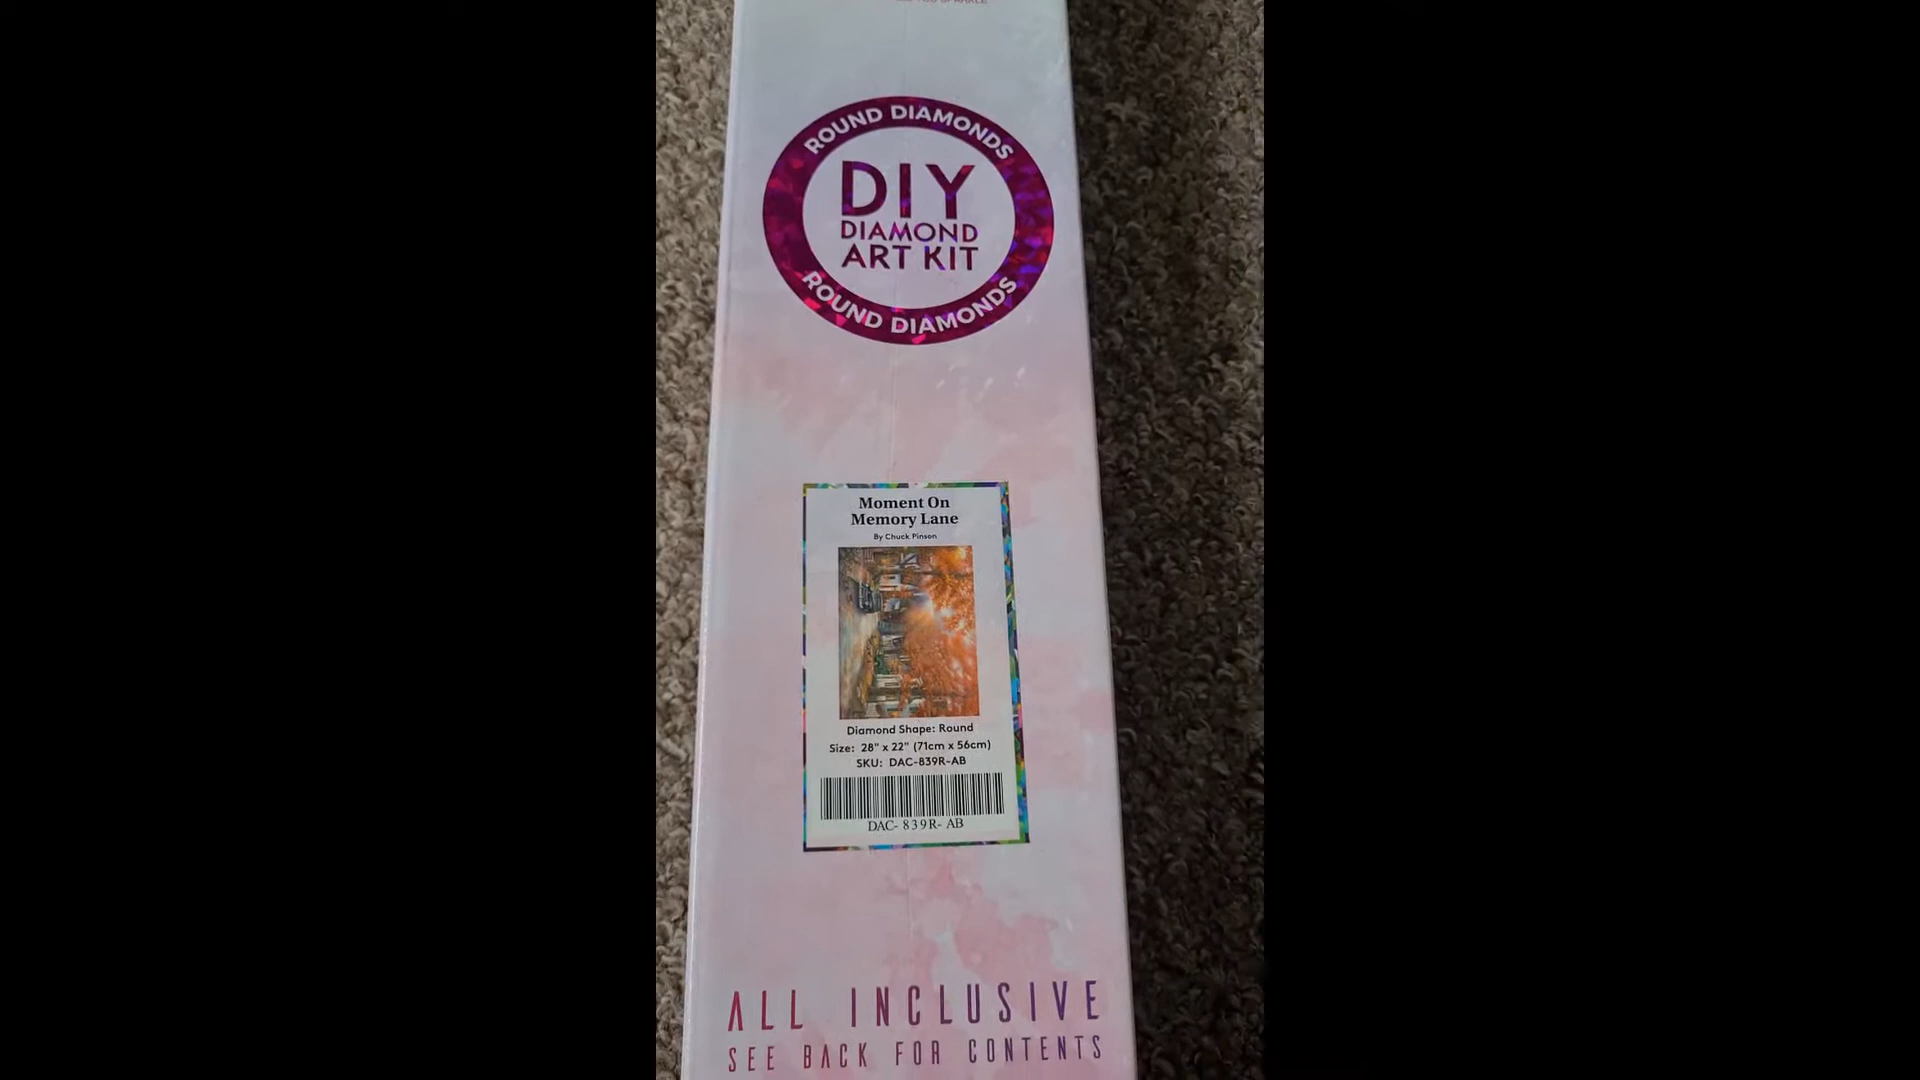 ROUND DIAMONDS
DIY
DIAMOND
ART KIT
ROUND DIAMONDS
Moment On
Memory Lane
By Chuck Pinson
Diamond Shape: Round
Size: 28" x 22" (71cm x 56cm)
SKU: DAC-839R-AB
DAC- 839R- AB
ALL INCLUSIVE
SEE BACK FOR CONTENTS